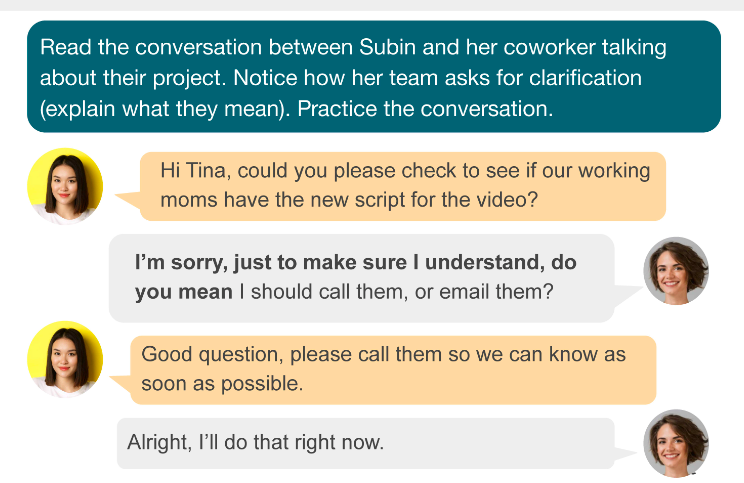 Read the conversation between Subin and her coworker talking
about their project. Notice how her team asks for clarification
(explain what they mean). Practice the conversation.
Hi Tina, could you please check to see if our working
moms have the new script for the video?
I'm sorry, just to make sure I understand, do
you mean I should call them, or email them?
Good question, please call them so we can know as
soon as possible.
Alright, I'll do that right now.